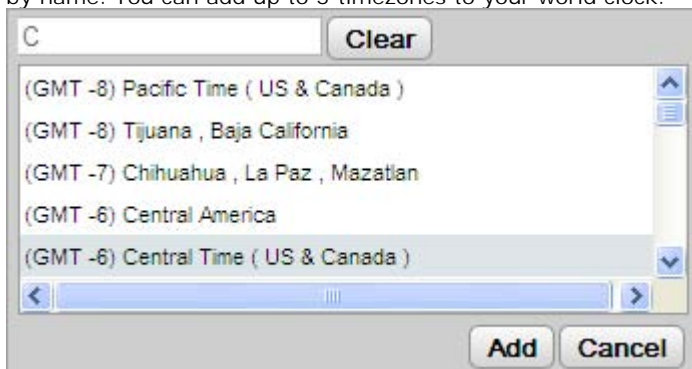 by name. You can add up to 5 timezones to your world clock.
C Clear
(GMT -8) Pacific Time ( US & Canada )
(GMT -8) Tijuana , Baja California
(GMT -7) Chihuahua , La Paz , Mazatlan
(GMT -6) Central America
(GMT -6) Central Time ( US & Canada )
Add Cancel